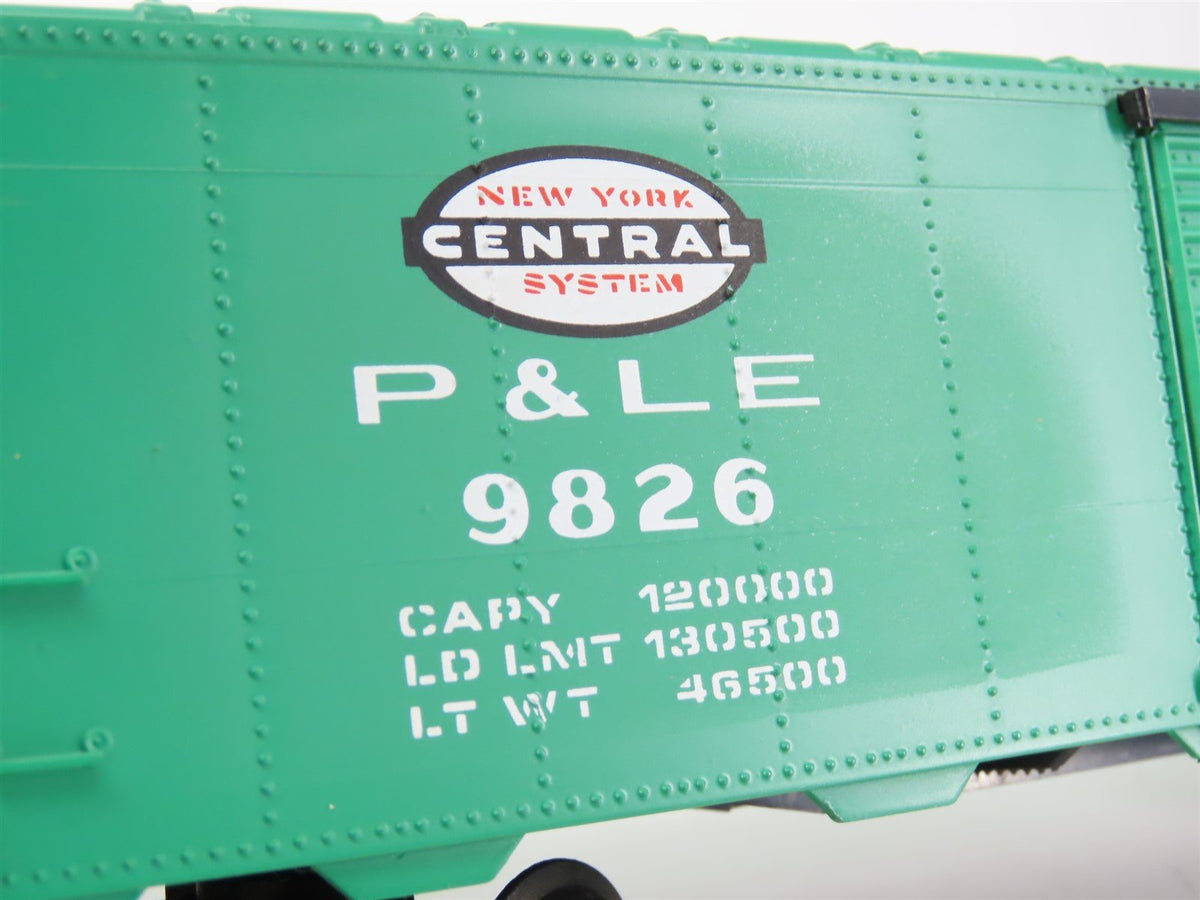 NEW YORK
CENTRAL
SYSTEM
P & LE
9826
CAPY 120000
LD LMT 130500
LT WT 46500